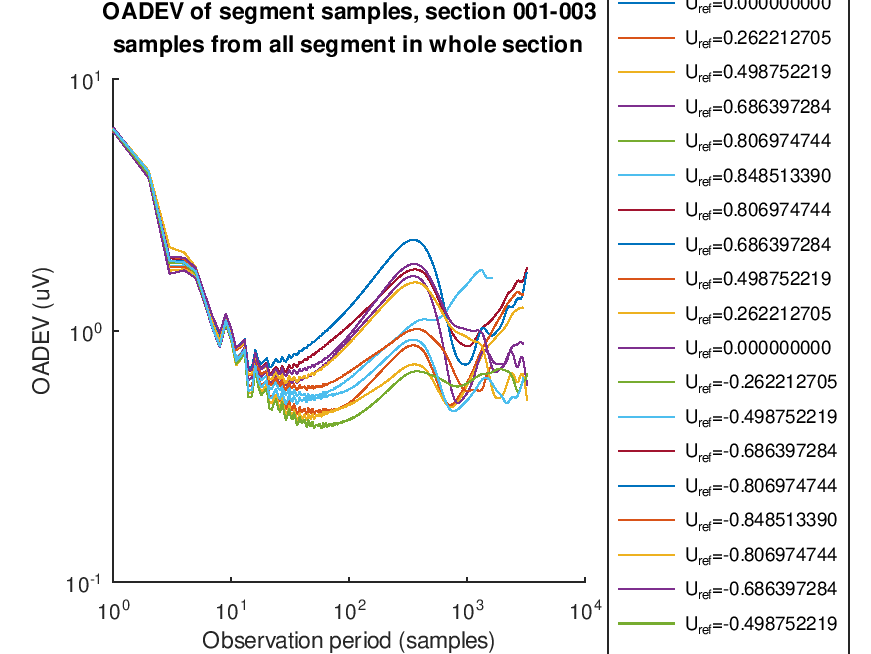 OADEV of segment samples, section 001-003
samples from all segment in whole section
10^1
10^0
10^-1
OADEV (uV)
10^0 10^1 10^2 10^3 10^4
Observation period (samples)
U_ref=0.000000000
U_ref=0.262212705
U_ref=0.498752219
U_ref=0.686397284
U_ref=0.806974744
U_ref=0.848513390
U_ref=0.806974744
U_ref=0.686397284
U_ref=0.498752219
U_ref=0.262212705
U_ref=0.000000000
U_ref=-0.262212705
U_ref=-0.498752219
U_ref=-0.686397284
U_ref=-0.806974744
U_ref=-0.848513390
U_ref=-0.806974744
U_ref=-0.686397284
U_ref=-0.498752219